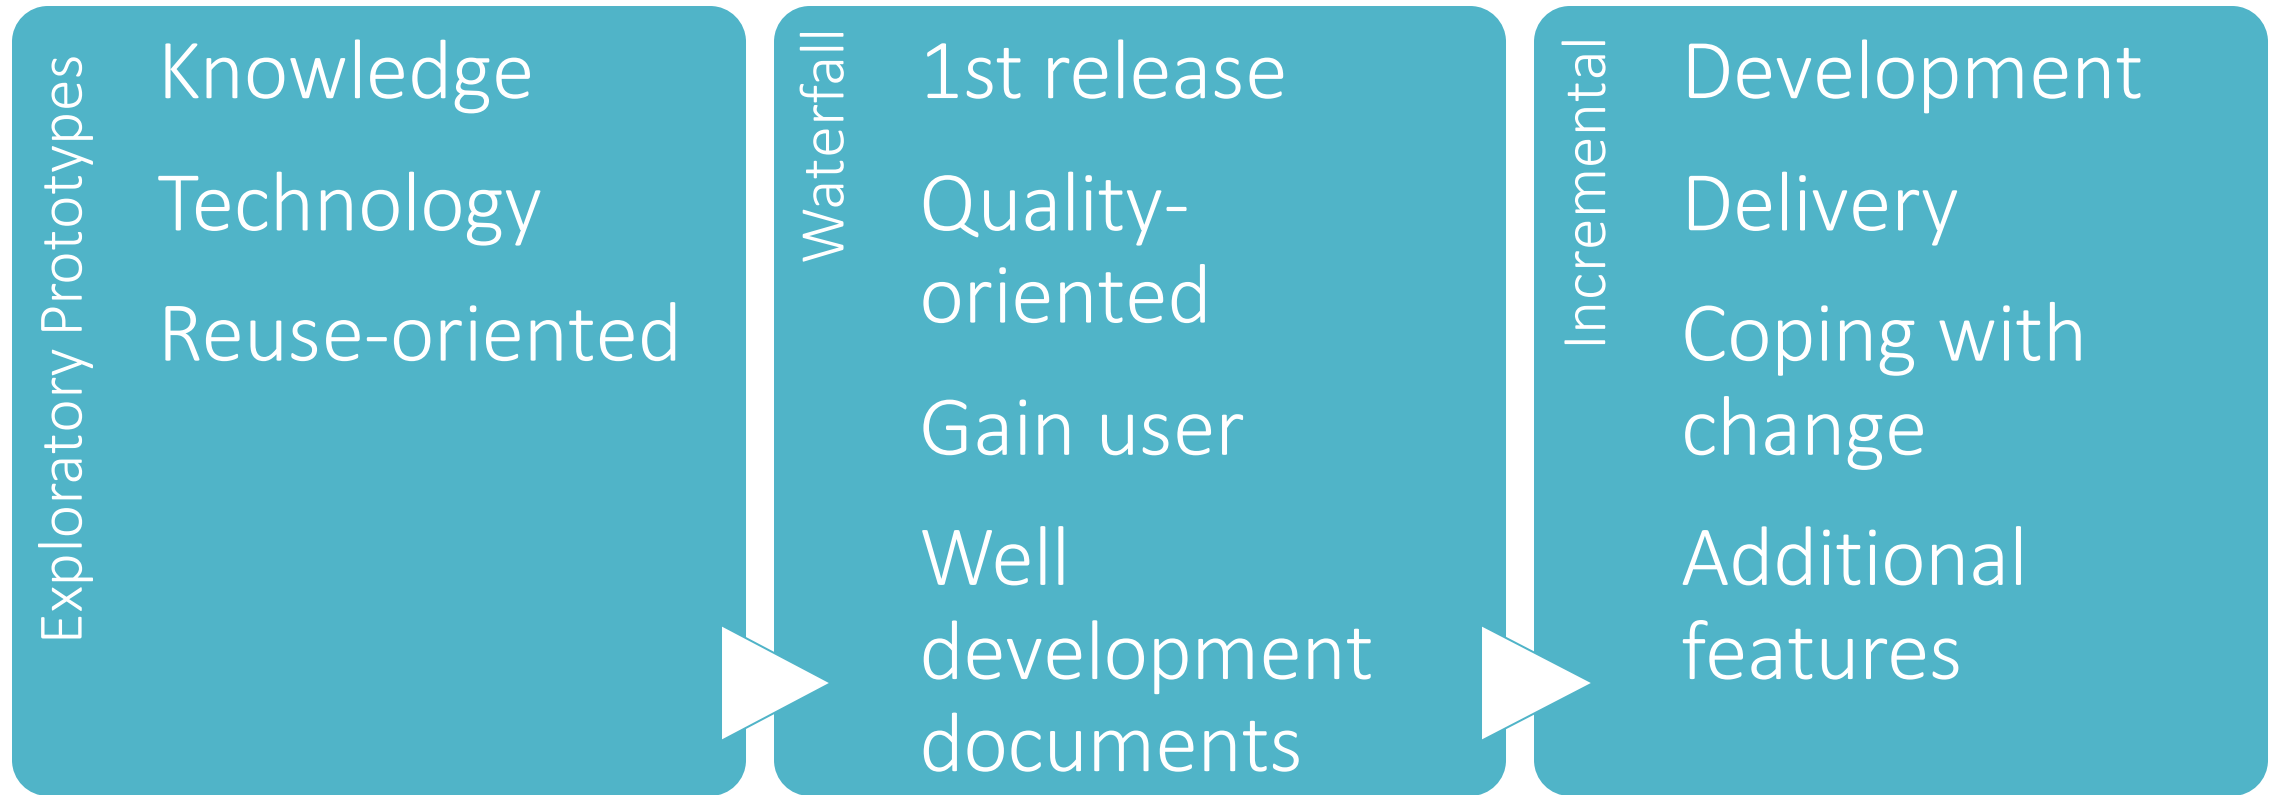 Exploratory Prototypes
Knowledge
Technology
Reuse-oriented
Waterfall
1st release
Quality-
oriented
Gain user
Well
development
documents
Incremental
Development
Delivery
Coping with
change
Additional
features